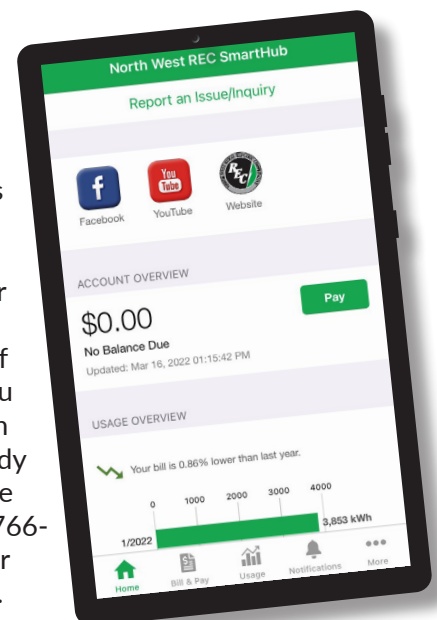 North West REC SmartHub
Report an Issue/Inquiry
f
You
Tube
REC
Facebook
YouTube
Website
ACCOUNT OVERVIEW
$0.00
Pay
No Balance Due
Updated: Mar 16, 2022 01:15:42 PM
USAGE OVERVIEW
Your bill is 0.86% lower than last year.
0 1000 2000 3000 4000
1/2022 3,853 kWh
Home Bill & Pay Usage Notifications More
766-